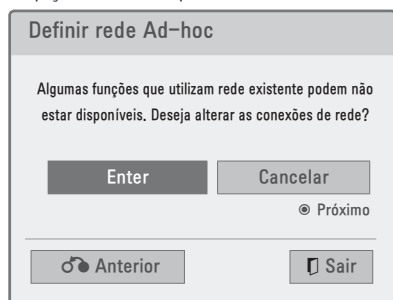 Definir rede Ad-hoc
Algumas funções que utilizam rede existente podem não
estar disponíveis. Deseja alterar as conexões de rede?
Enter Cancelar
◉ Próximo
Anterior Sair